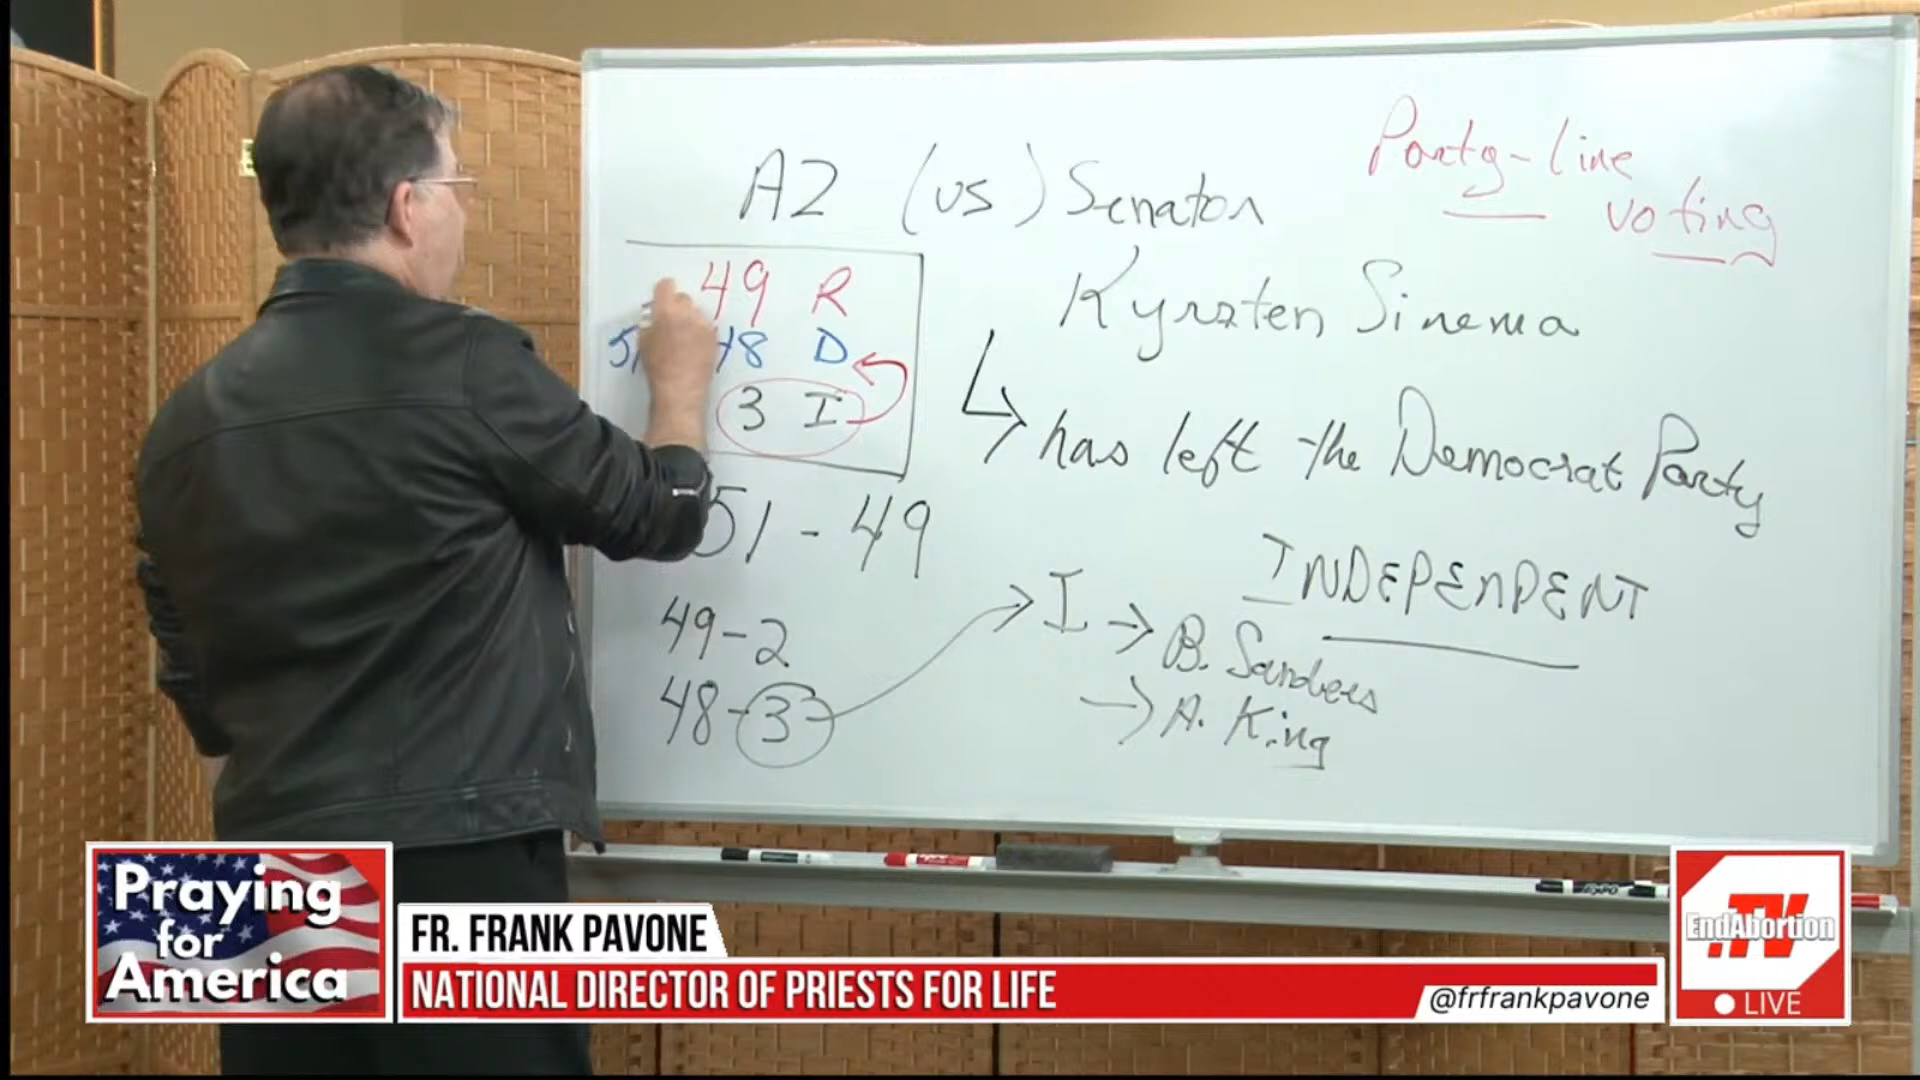 Party-line
voting
AZ (US) Senator
Kyrsten Sinema
has left the Democrat Party
INDEPENDENT
49 R
51 48 D
3 I
51 - 49
49 - 2
48 - 3
I → B. Sanders
→ A. King
Praying
for
America
FR. FRANK PAVONE
NATIONAL DIRECTOR OF PRIESTS FOR LIFE
@frfrankpavone
.TV
EndAbortion
LIVE